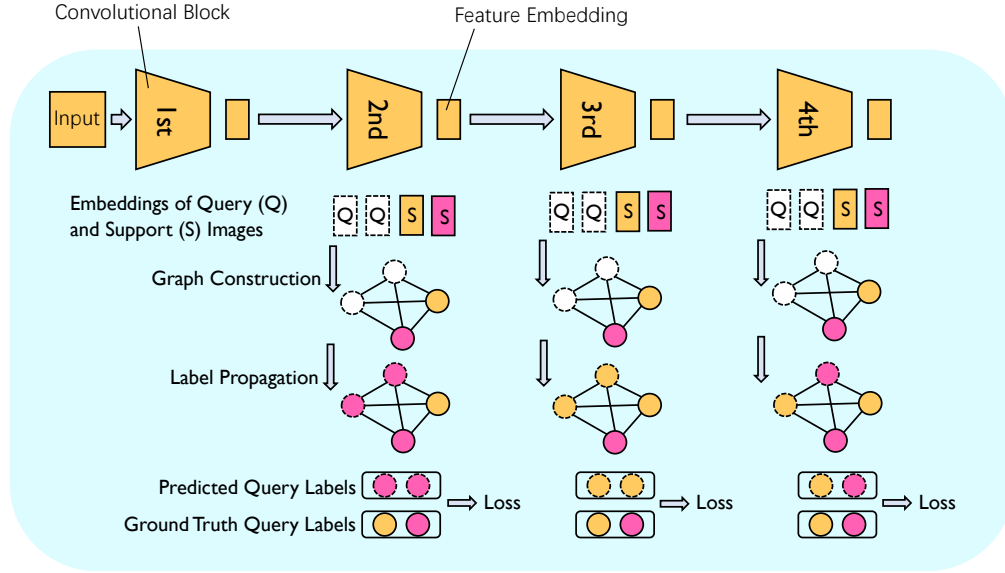 Convolutional Block
Feature Embedding
Input
1st
2nd
3rd
4th
Embeddings of Query (Q)
and Support (S) Images
Q Q S S
Q Q S S
Q Q S S
Graph Construction
Label Propagation
Predicted Query Labels
Ground Truth Query Labels
Loss
Loss
Loss